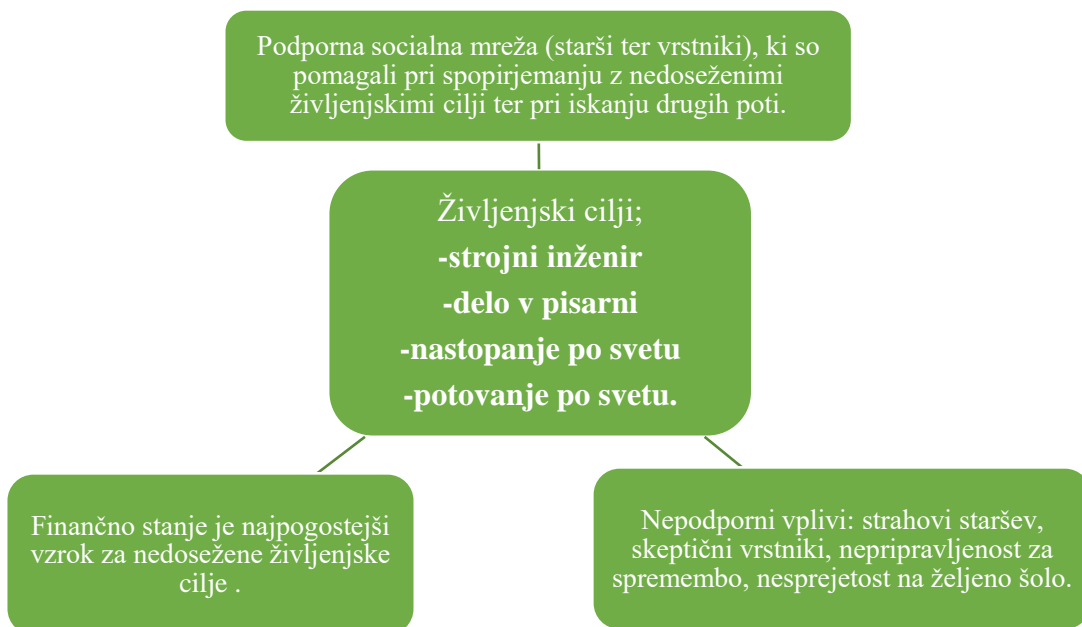 Podporna socialna mreža (starši ter vrstniki), ki so
pomagali pri spopirjemanju z nedoseženimi
življenjskimi cilji ter pri iskanju drugih poti.
Življenjski cilji;
-strojni inženir
-delo v pisarni
-nastopanje po svetu
-potovanje po svetu.
Finančno stanje je najpogostejši
vzrok za nedosežene življenjske
cilje .
Nepodporni vplivi: strahovi staršev,
skeptični vrstniki, nepripravljenost za
spremembo, nesprejetost na željeno šolo.